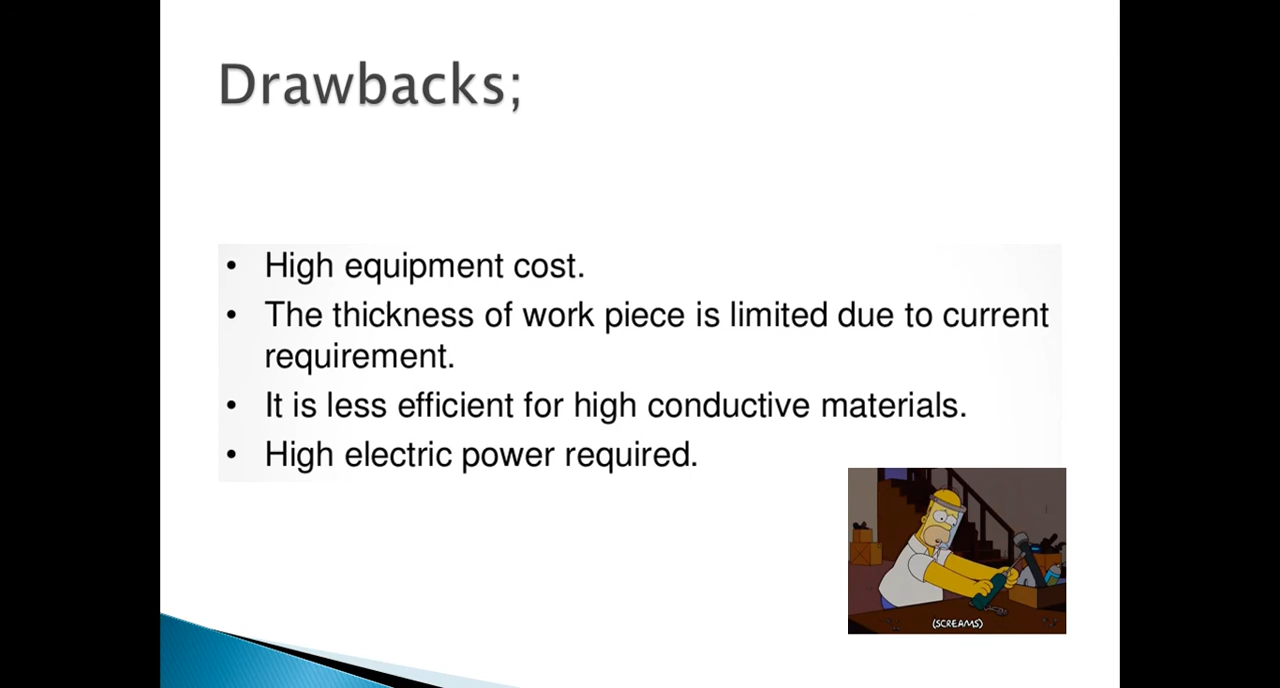 Drawbacks;
• High equipment cost.
• The thickness of work piece is limited due to current
requirement.
• It is less efficient for high conductive materials.
• High electric power required.
(SCREAMS)